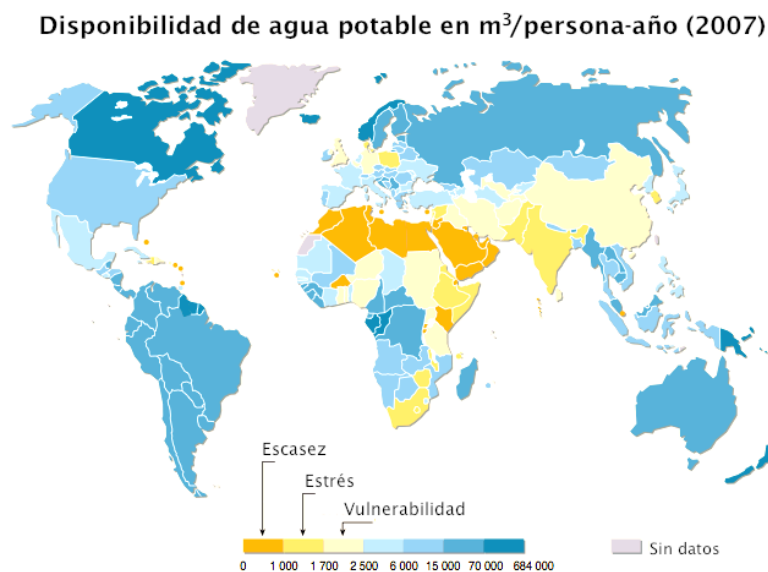 Disponibilidad de agua potable en m³/persona-año (2007)
Escasez
Estrés
Vulnerabilidad
0 1 000 1 700 2 500 6 000 15 000 70 000 684 000
Sin datos